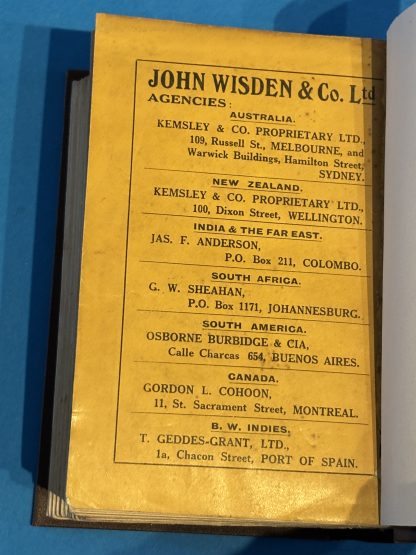 JOHN WISDEN & Co. Ltd
AGENCIES:
AUSTRALIA.
KEMSLEY & CO. PROPRIETARY LTD.,
109, Russell St., MELBOURNE, and
Warwick Buildings, Hamilton Street,
SYDNEY.
NEW ZEALAND.
KEMSLEY & CO. PROPRIETARY LTD.,
100, Dixon Street, WELLINGTON.
INDIA & THE FAR EAST.
JAS. F. ANDERSON,
P.O. Box 211, COLOMBO.
SOUTH AFRICA.
G. W. SHEAHAN,
P.O. Box 1171, JOHANNESBURG.
SOUTH AMERICA.
OSBORNE BURBIDGE & CIA,
Calle Charcas 654, BUENOS AIRES.
CANADA.
GORDON L. COHOON,
11, St. Sacrament Street, MONTREAL.
B. W. INDIES.
T. GEDDES-GRANT, LTD.,
1a, Chacon Street, PORT OF SPAIN.